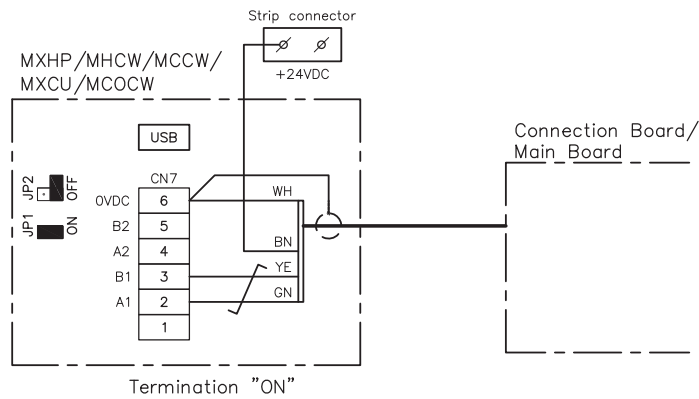 Strip connector
+24VDC
MXHP/MHCW/MCCW/
MXCU/MCOCW
Connection Board/
Main Board
USB
CN7
JP2
OFF
JP1
ON
0VDC 6 WH
B2 5
A2 4 BN
B1 3 YE
A1 2 GN
1
Termination "ON"